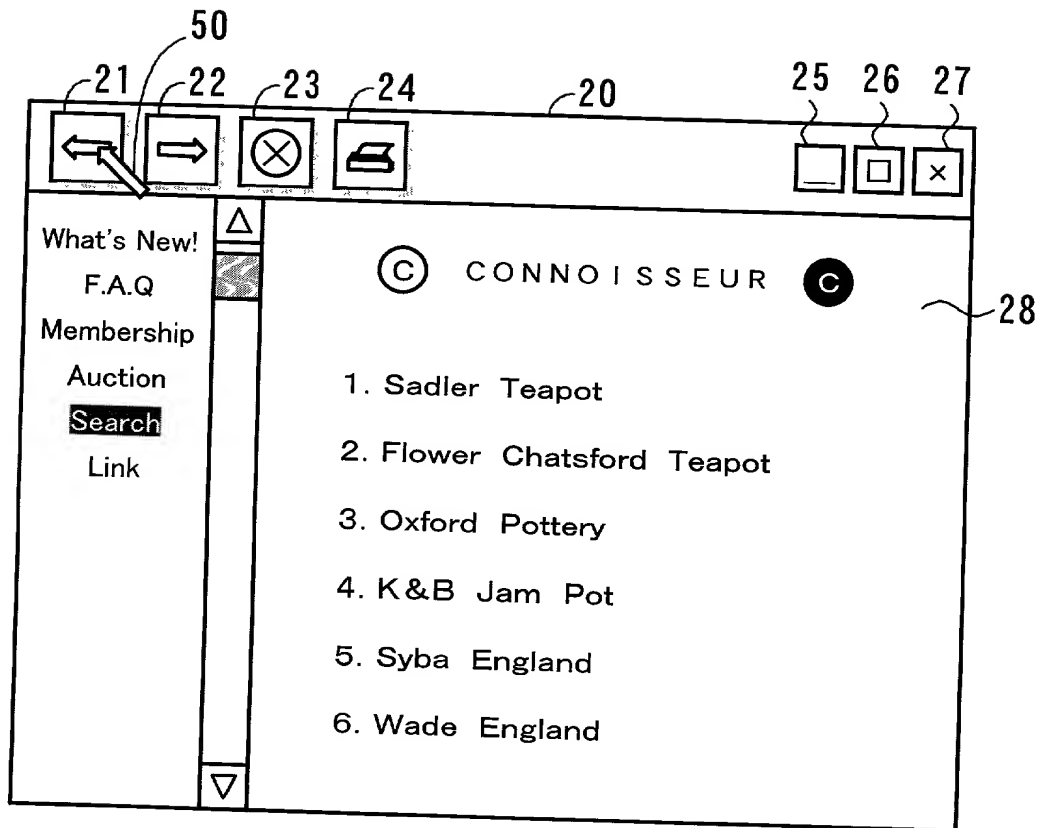 50
21 22 23 24 20 25 26 27
What's New!
F.A.Q
Membership
Auction
Search
Link
C CONNOISSEUR C
28
1. Sadler Teapot
2. Flower Chatsford Teapot
3. Oxford Pottery
4. K&B Jam Pot
5. Syba England
6. Wade England